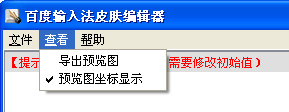 百度输入法皮肤编辑器
文件 查看 帮助
导出预览图
【提示 需要修改初始值）
✓ 预览图坐标显示